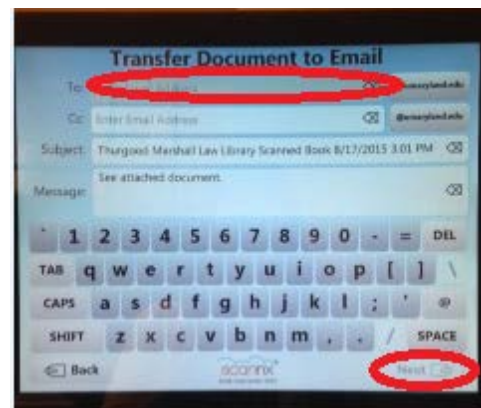 Transfer Document to Email
To:
Cc: Enter Email Address @umaryland.edu
Subject: Thurgood Marshall Law Library Scanned Book 8/17/2015 3:01 PM
Message: See attached document.
` 1 2 3 4 5 6 7 8 9 0 - = DEL
TAB q w e r t y u i o p [ ] \
CAPS a s d f g h j k l ; ' @
SHIFT z x c v b n m , . / SPACE
Back scannx Next